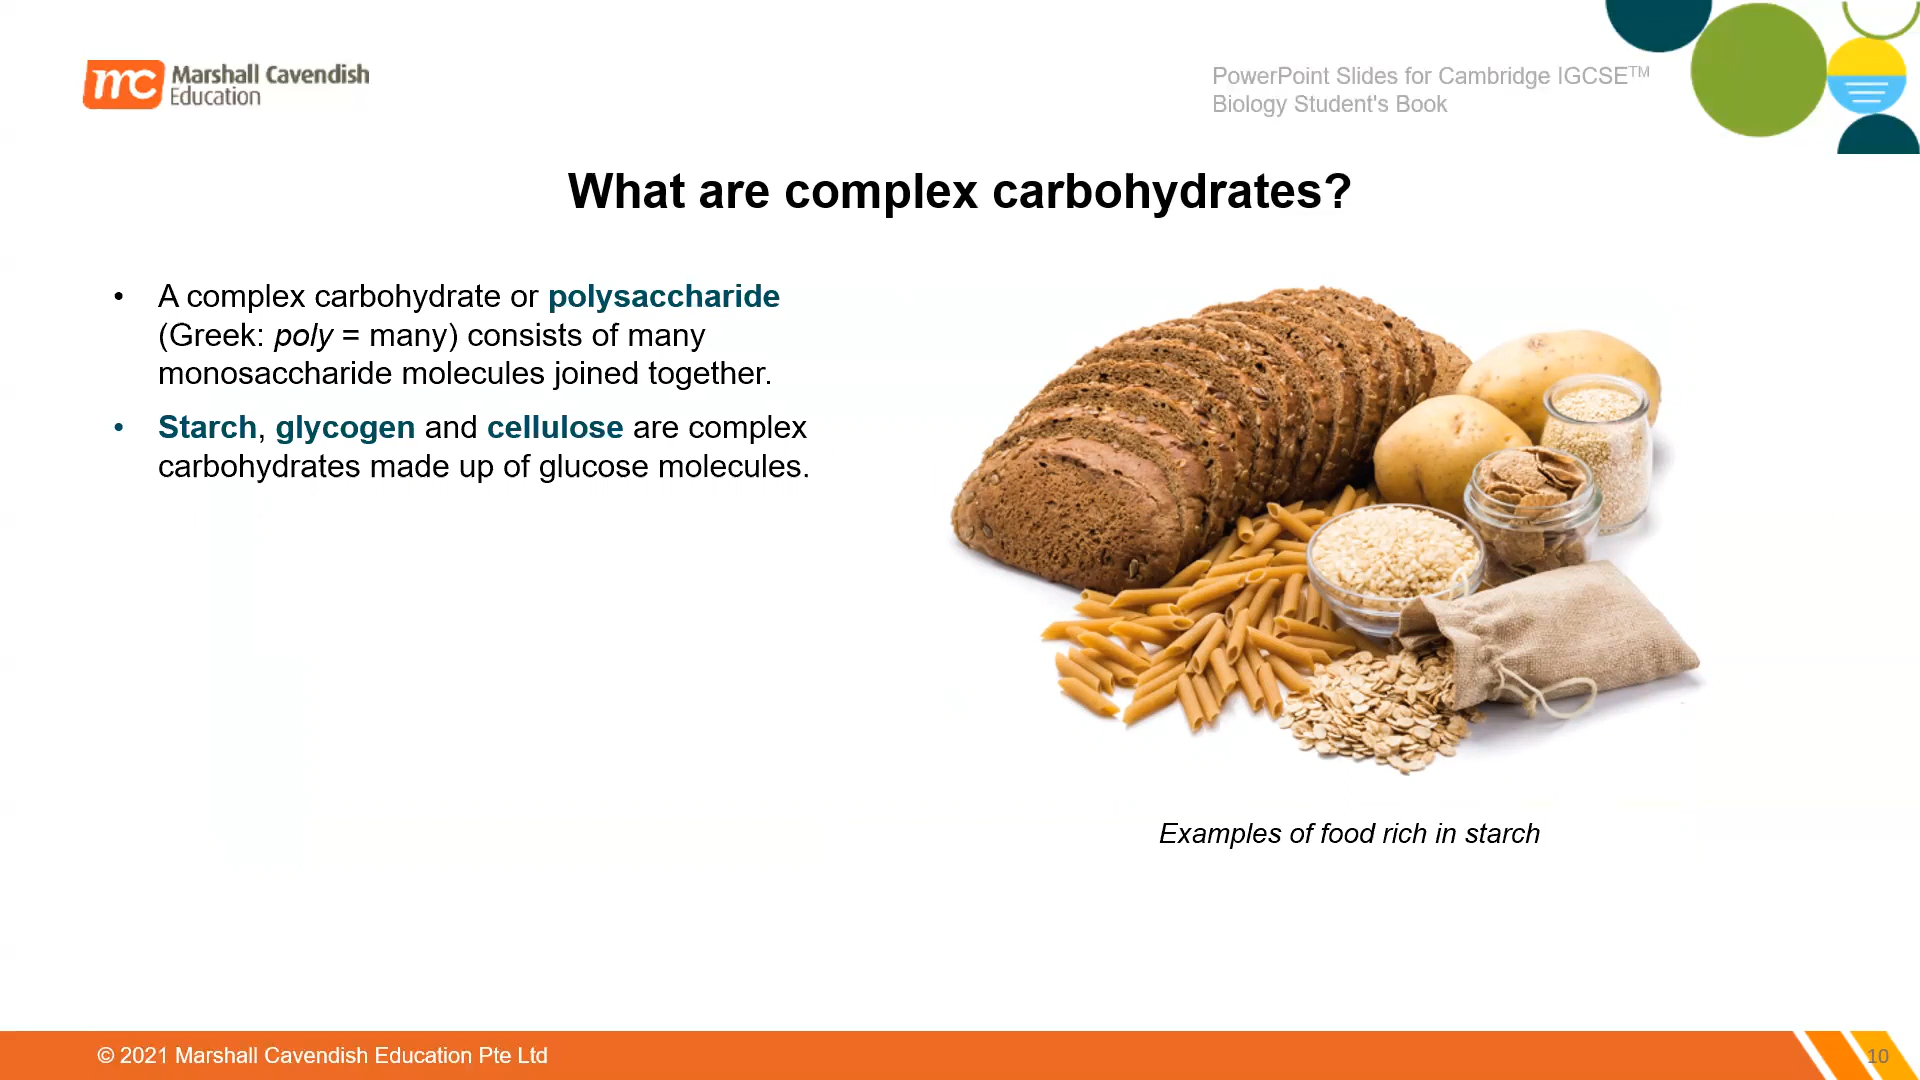 mc Marshall Cavendish
Education
PowerPoint Slides for Cambridge IGCSE™
Biology Student's Book
What are complex carbohydrates?
• A complex carbohydrate or polysaccharide
(Greek: poly = many) consists of many
monosaccharide molecules joined together.
• Starch, glycogen and cellulose are complex
carbohydrates made up of glucose molecules.
Examples of food rich in starch
© 2021 Marshall Cavendish Education Pte Ltd
10